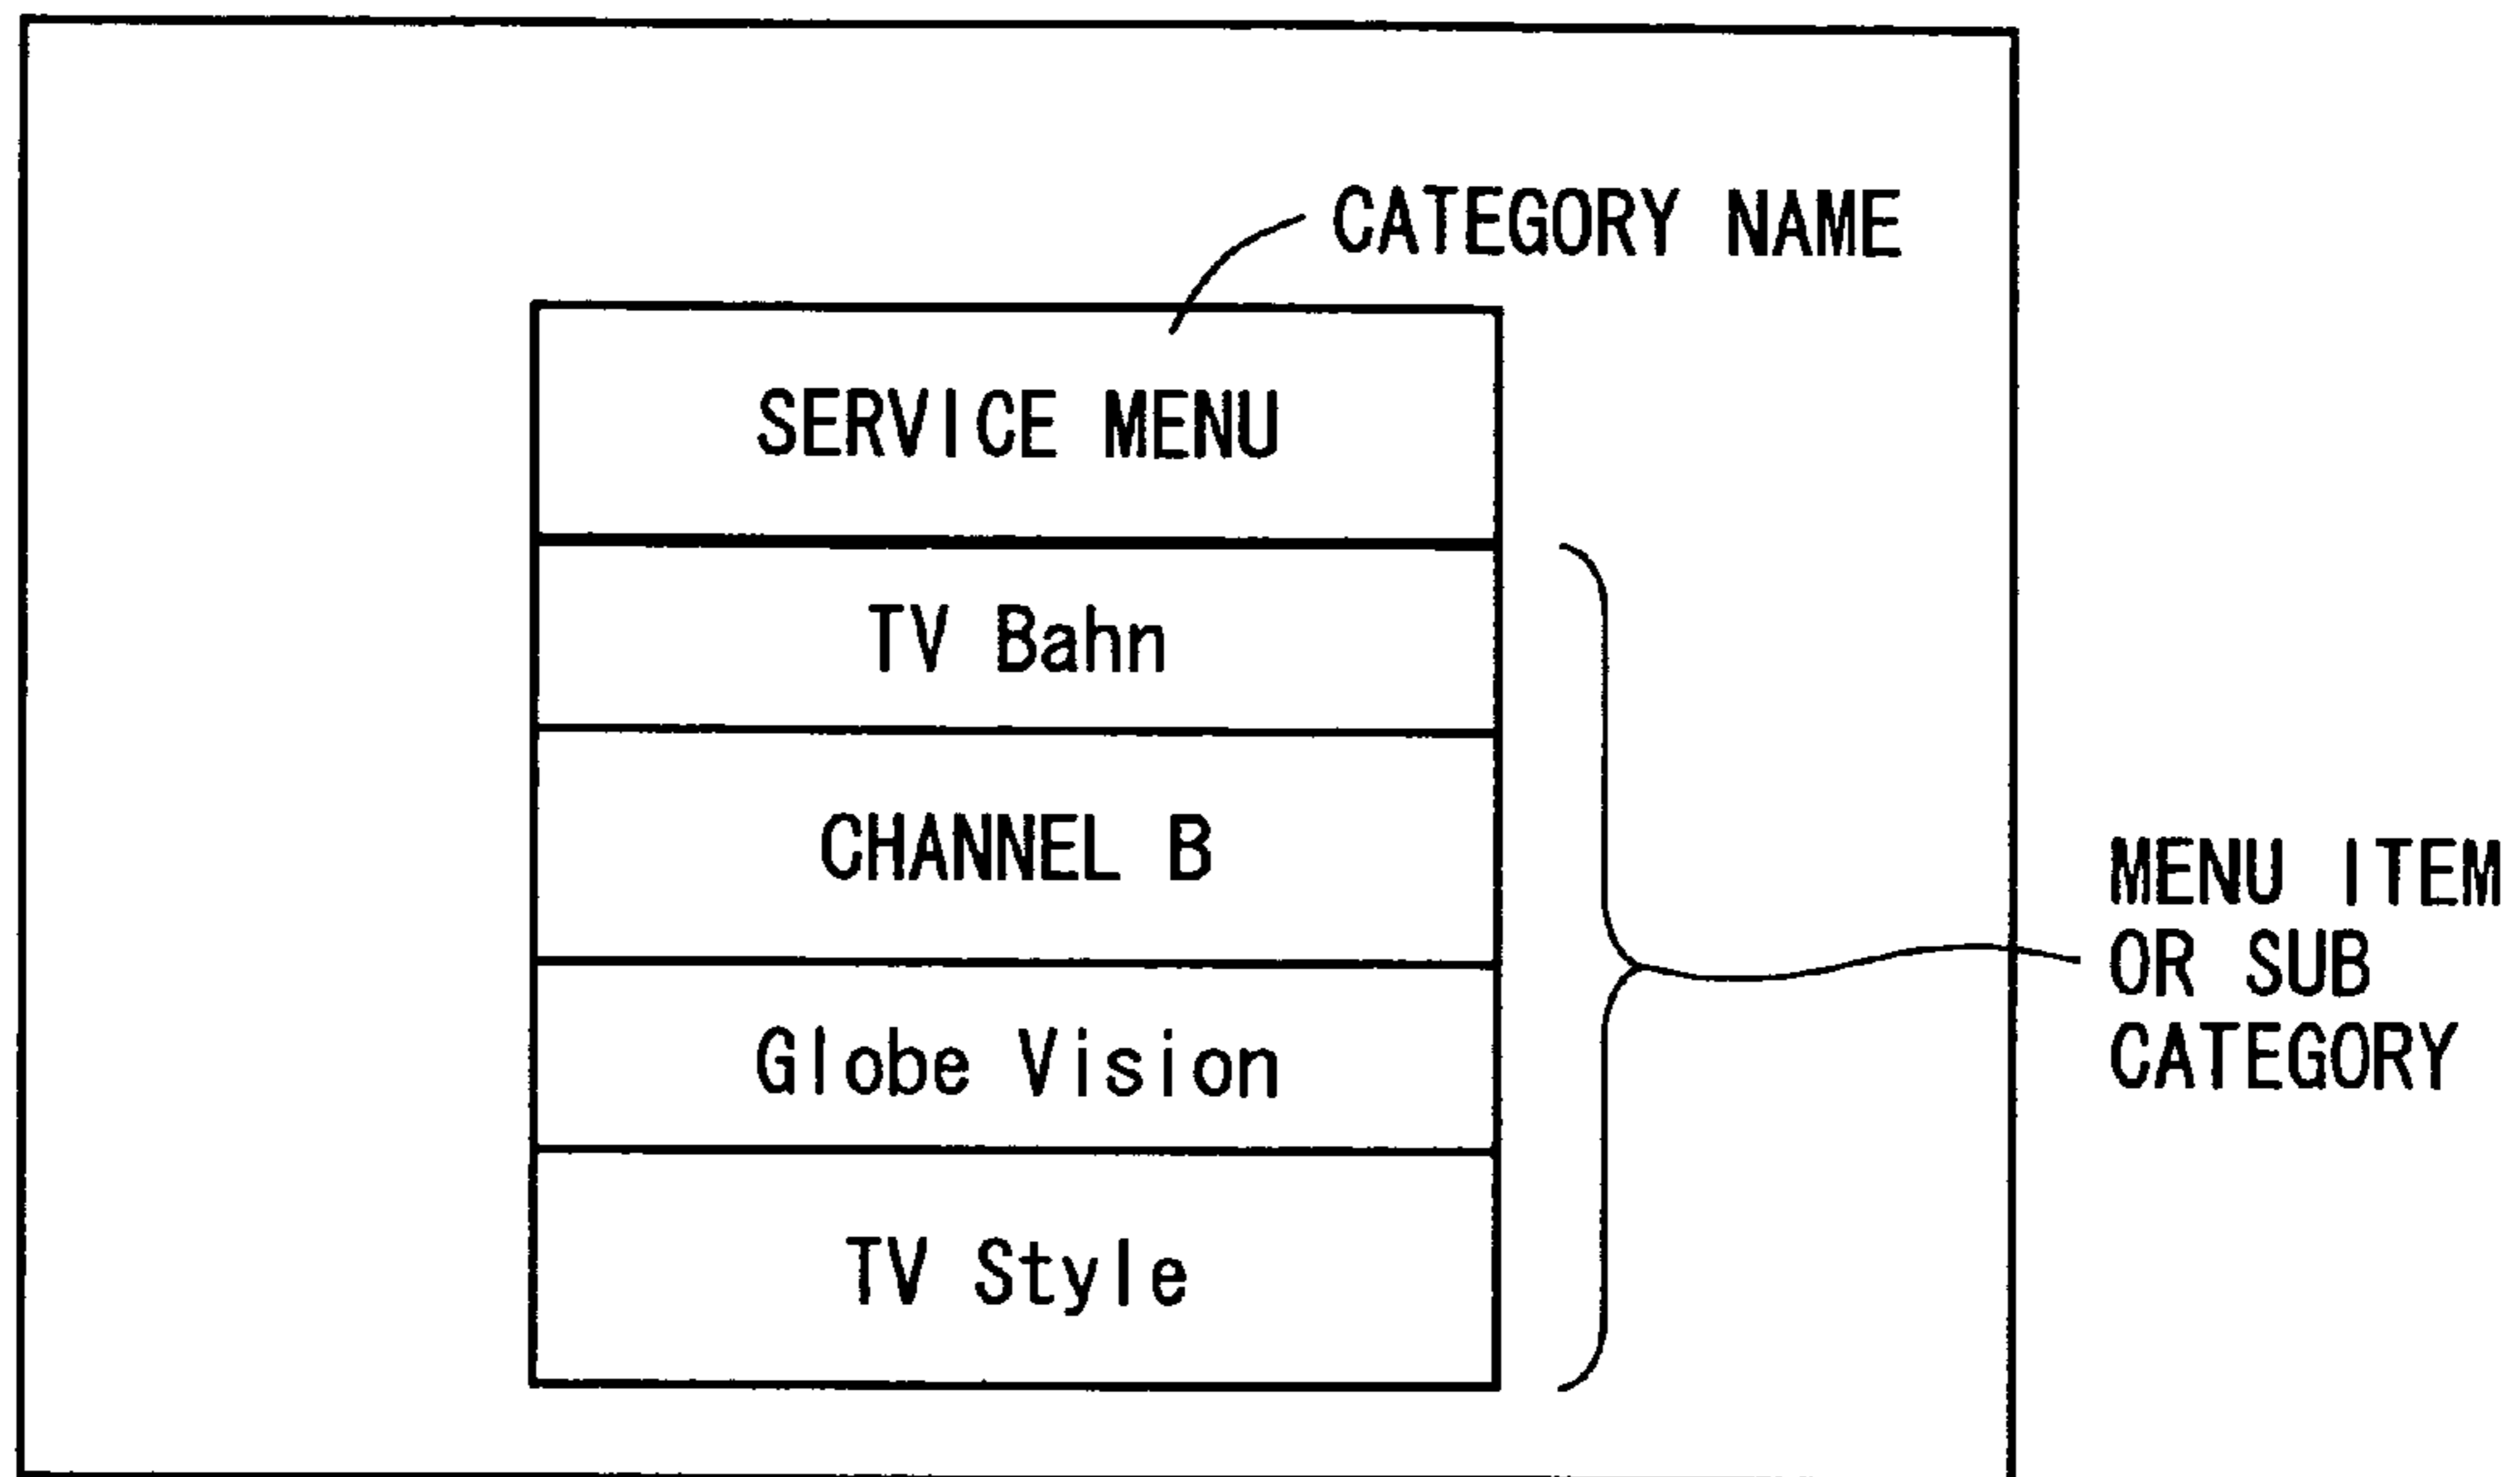 CATEGORY NAME
SERVICE MENU
TV Bahn
CHANNEL B
Globe Vision
TV Style
MENU ITEM
OR SUB
CATEGORY